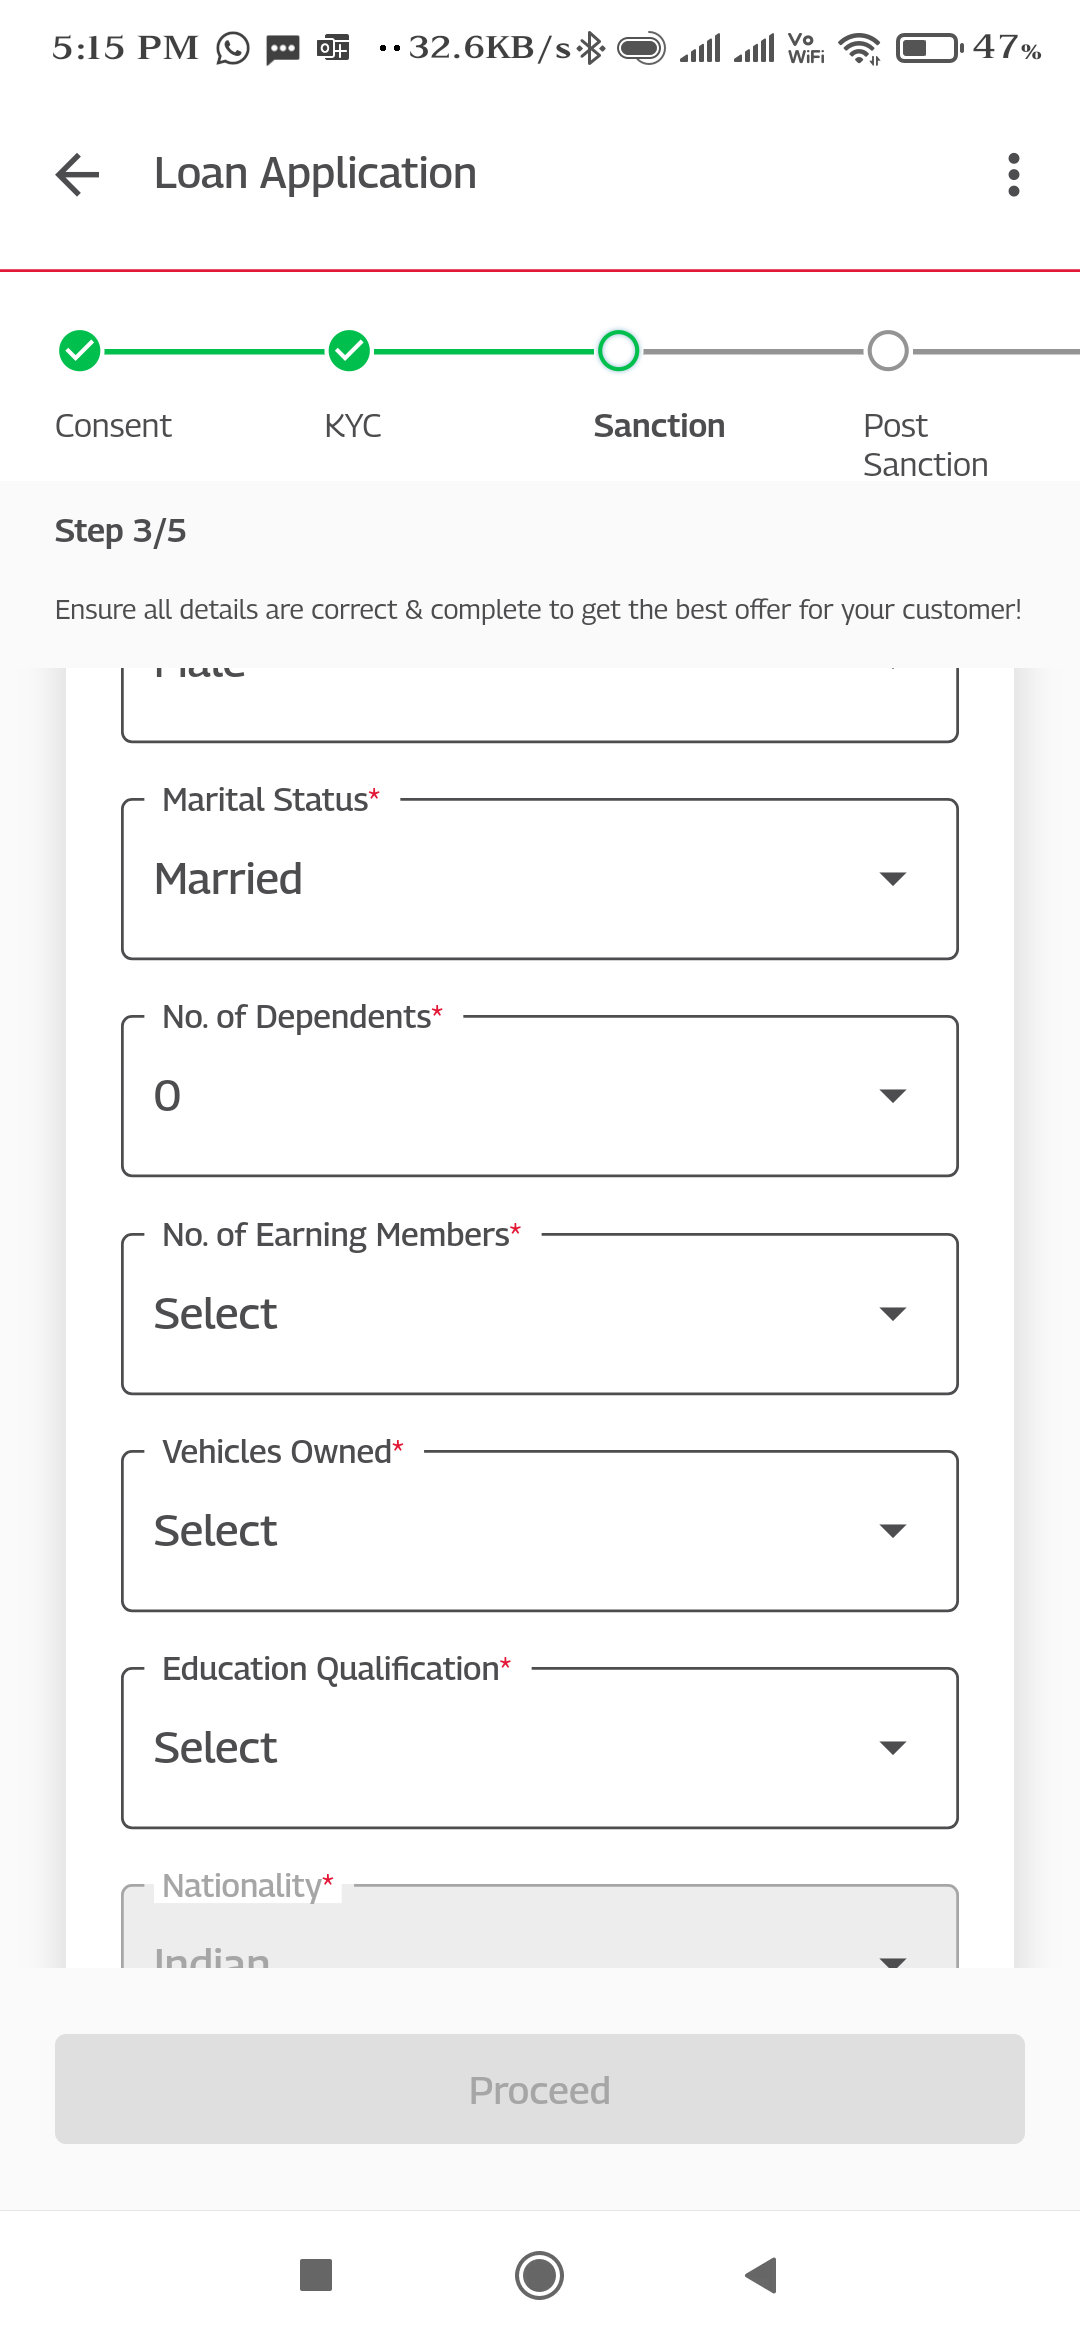 5:15 PM
32.6KB/s
Vo
WiFi
47%
Loan Application
Consent
KYC
Sanction
Post
Sanction
Step 3/5
Ensure all details are correct & complete to get the best offer for your customer!
Male
Marital Status*
Married
No. of Dependents*
0
No. of Earning Members*
Select
Vehicles Owned*
Select
Education Qualification*
Select
Nationality*
Indian
Proceed